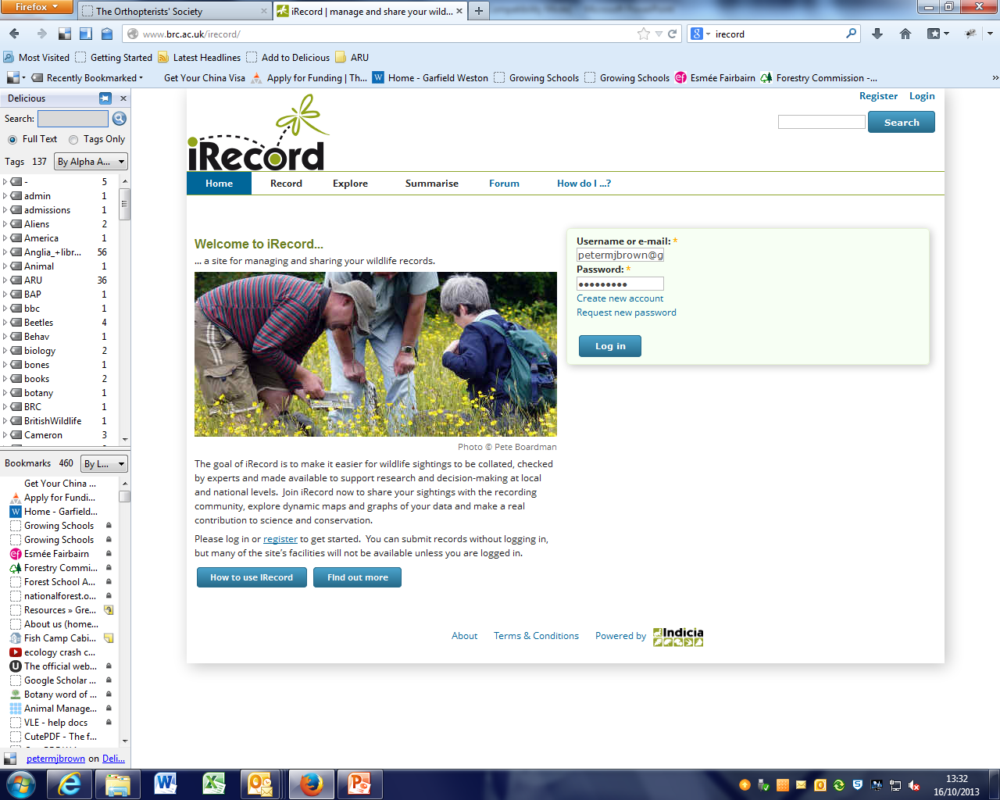 Firefox
The Orthopterists' Society
iRecord | manage and share your wild...
www.brc.ac.uk/irecord/
irecord
Most Visited
Getting Started
Latest Headlines
Add to Delicious
ARU
Recently Bookmarked
Get Your China Visa
Apply for Funding | Th...
Home - Garfield Weston
Growing Schools
Growing Schools
Esmée Fairbairn
Forestry Commission -...
Delicious
Search:
Full Text
Tags Only
Tags 137 By Alpha A...
- 5
admin 1
admissions 1
Aliens 2
America 1
Anglia_+libr... 56
Animal 1
ARU 36
BAP 1
bbc 1
Beetles 4
Behav 1
biology 2
bones 1
books 2
botany 1
BRC 1
BritishWildlife 1
Cameron 3
Bookmarks 460 By L...
Get Your China ...
Apply for Fundi...
Home - Garfield...
Growing Schools
Growing Schools
Esmée Fairbairn
Forestry Commi...
Forest School A...
nationalforest.o...
Resources » Gre...
About us (home...
Fish Camp Cabi...
ecology crash c...
The official web...
Google Scholar ...
Botany word of ...
Animal Manage...
VLE - help docs
CutePDF - The f...
petermjbrown on Deli...
Register Login
Search
iRecord
Home
Record
Explore
Summarise
Forum
How do I ...?
Welcome to iRecord...
... a site for managing and sharing your wildlife records.
Photo © Pete Boardman
The goal of iRecord is to make it easier for wildlife sightings to be collated, checked
by experts and made available to support research and decision-making at local
and national levels. Join iRecord now to share your sightings with the recording
community, explore dynamic maps and graphs of your data and make a real
contribution to science and conservation.
Please log in or register to get started. You can submit records without logging in,
but many of the site's facilities will not be available unless you are logged in.
How to use iRecord
Find out more
Username or e-mail: *
petermjbrown@g
Password: *
Create new account
Request new password
Log in
About
Terms & Conditions
Powered by
Indicia
13:32
16/10/2013